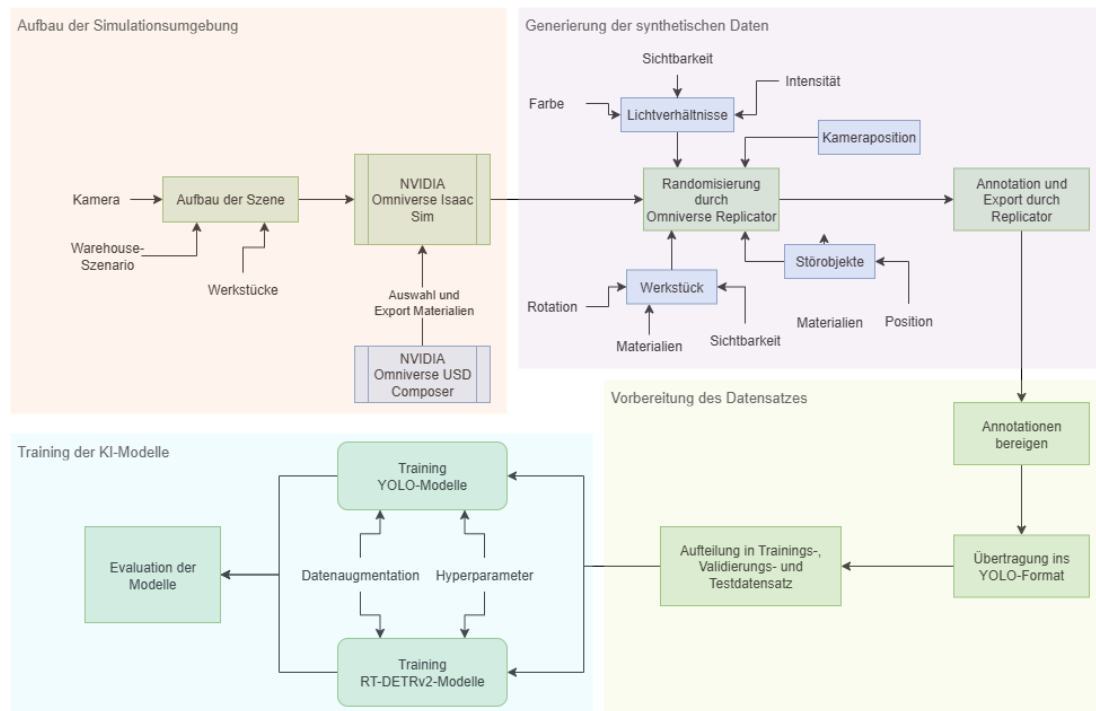 Aufbau der Simulationsumgebung
Kamera
Warehouse-
Szenario
Aufbau der Szene
Werkstücke
NVIDIA
Omniverse Isaac
Sim
Auswahl und
Export Materialien
NVIDIA
Omniverse USD
Composer
Generierung der synthetischen Daten
Sichtbarkeit
Intensität
Farbe
Lichtverhältnisse
Kameraposition
Randomisierung
durch
Omniverse Replicator
Annotation und
Export durch
Replicator
Störobjekte
Werkstück
Rotation
Materialien
Sichtbarkeit
Materialien
Position
Vorbereitung des Datensatzes
Annotationen
bereigen
Übertragung ins
YOLO-Format
Aufteilung in Trainings-,
Validierungs- und
Testdatensatz
Training der KI-Modelle
Training
YOLO-Modelle
Datenaugmentation
Hyperparameter
Training
RT-DETRv2-Modelle
Evaluation der
Modelle